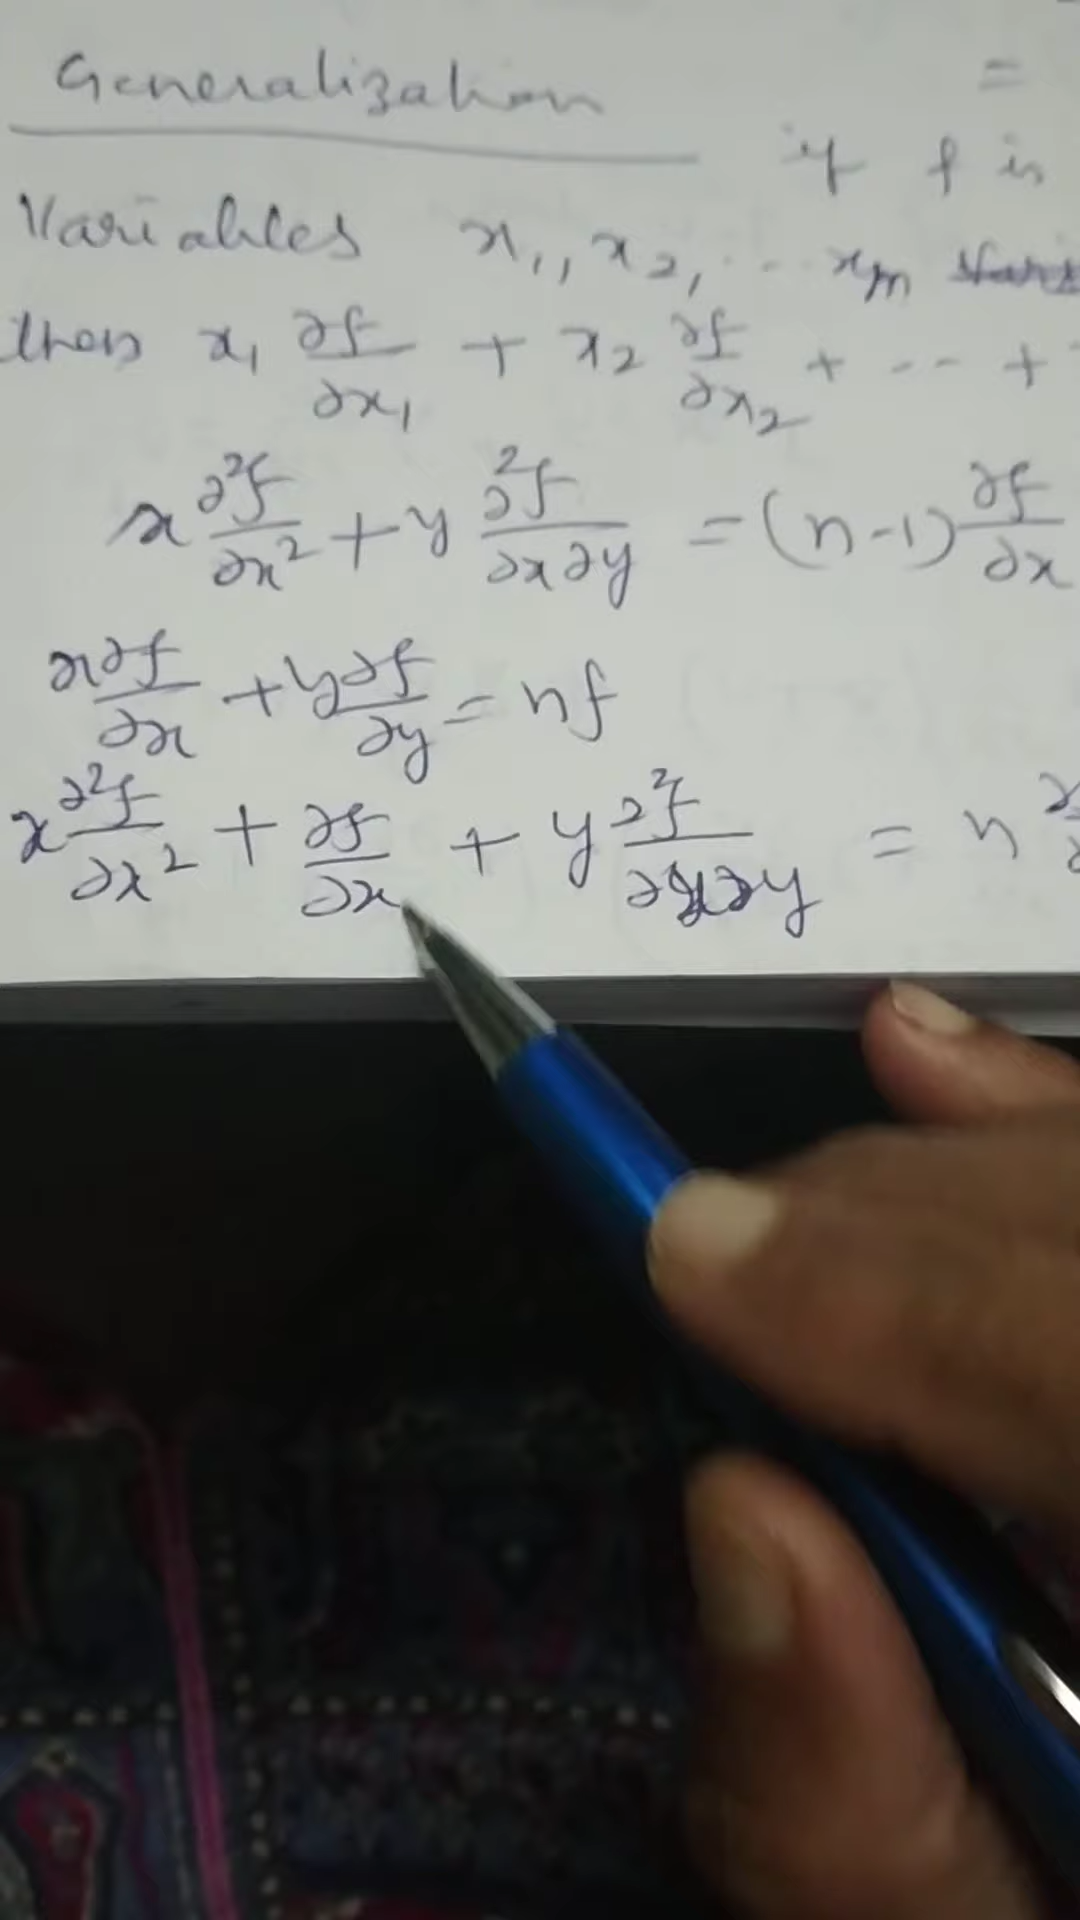 Generalization
=
if f is
Variables x₁, x₂, ... xₘ
then x₁ ∂f/∂x₁ + x₂ ∂f/∂x₂ + ... +
x ∂²f/∂x² + y ∂²f/∂x∂y = (n-1) ∂f/∂x
x ∂f/∂x + y ∂f/∂y = nf
x ∂²f/∂x² + ∂f/∂x + y ∂²f/∂x∂y = n